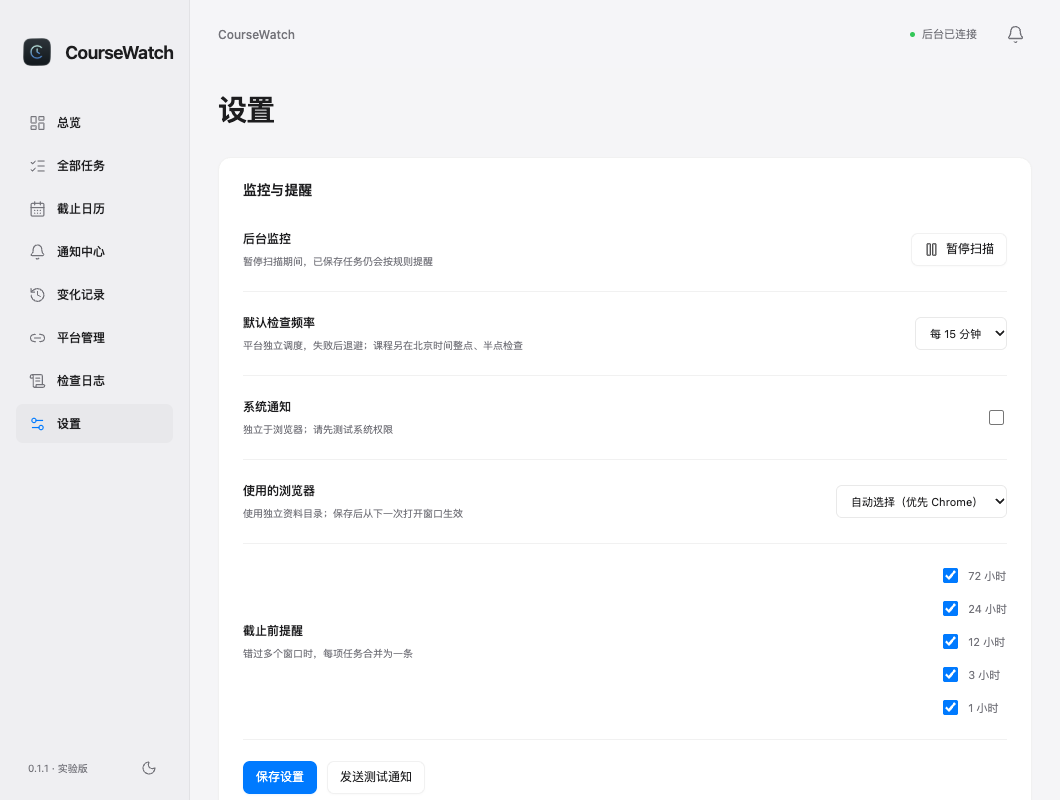 CourseWatch
总览
全部任务
截止日历
通知中心
变化记录
平台管理
检查日志
设置
0.1.1 · 实验版
CourseWatch
后台已连接
设置
监控与提醒
后台监控
暂停扫描期间，已保存任务仍会按规则提醒
暂停扫描
默认检查频率
平台独立调度，失败后退避；课程另在北京时间整点、半点检查
每 15 分钟
系统通知
独立于浏览器；请先测试系统权限
使用的浏览器
使用独立资料目录；保存后从下一次打开窗口生效
自动选择（优先 Chrome）
截止前提醒
错过多个窗口时，每项任务合并为一条
72 小时
24 小时
12 小时
3 小时
1 小时
保存设置
发送测试通知